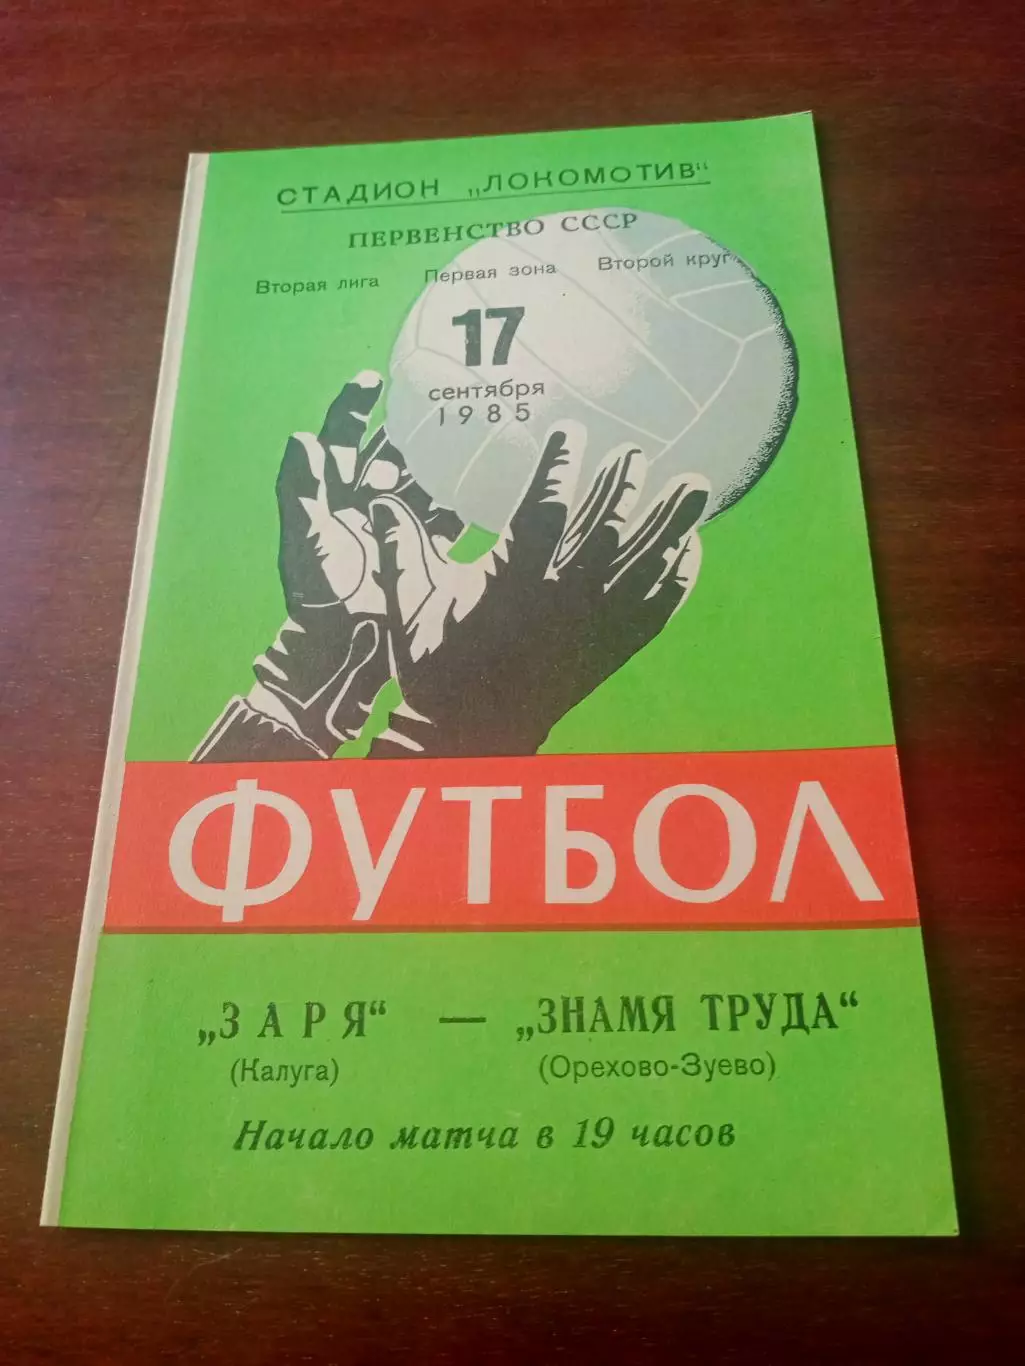 СТАДИОН „ЛОКОМОТИВ“
ПЕРВЕНСТВО СССР
Вторая лига Первая зона Второй круг
17
сентября
1985
ФУТБОЛ
„ЗАРЯ“ — „ЗНАМЯ ТРУДА“
(Калуга) (Орехово-Зуево)
Начало матча в 19 часов